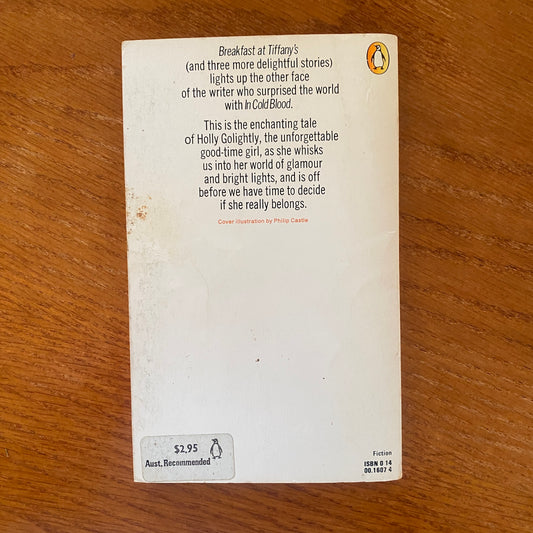 Breakfast at Tiffany's
(and three more delightful stories)
lights up the other face
of the writer who surprised the world
with In Cold Blood.
This is the enchanting tale
of Holly Golightly, the unforgettable
good-time girl, as she whisks
us into her world of glamour
and bright lights, and is off
before we have time to decide
if she really belongs.
Cover illustration by Philip Castle
$2.95
Aust. Recommended
Fiction
ISBN 0 14
00.1607 4